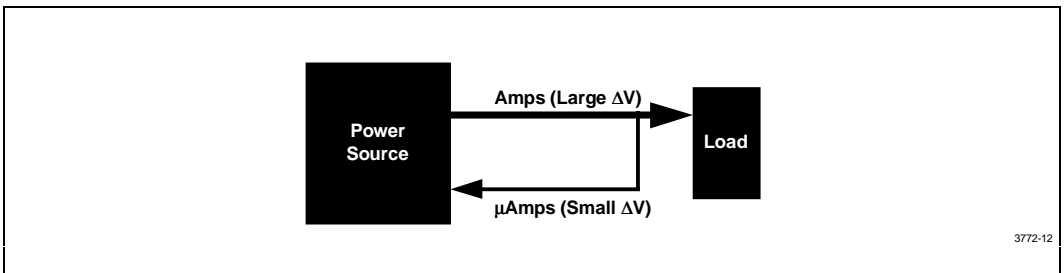 Amps (Large ΔV)
Power
Source
Load
μAmps (Small ΔV)
3772-12